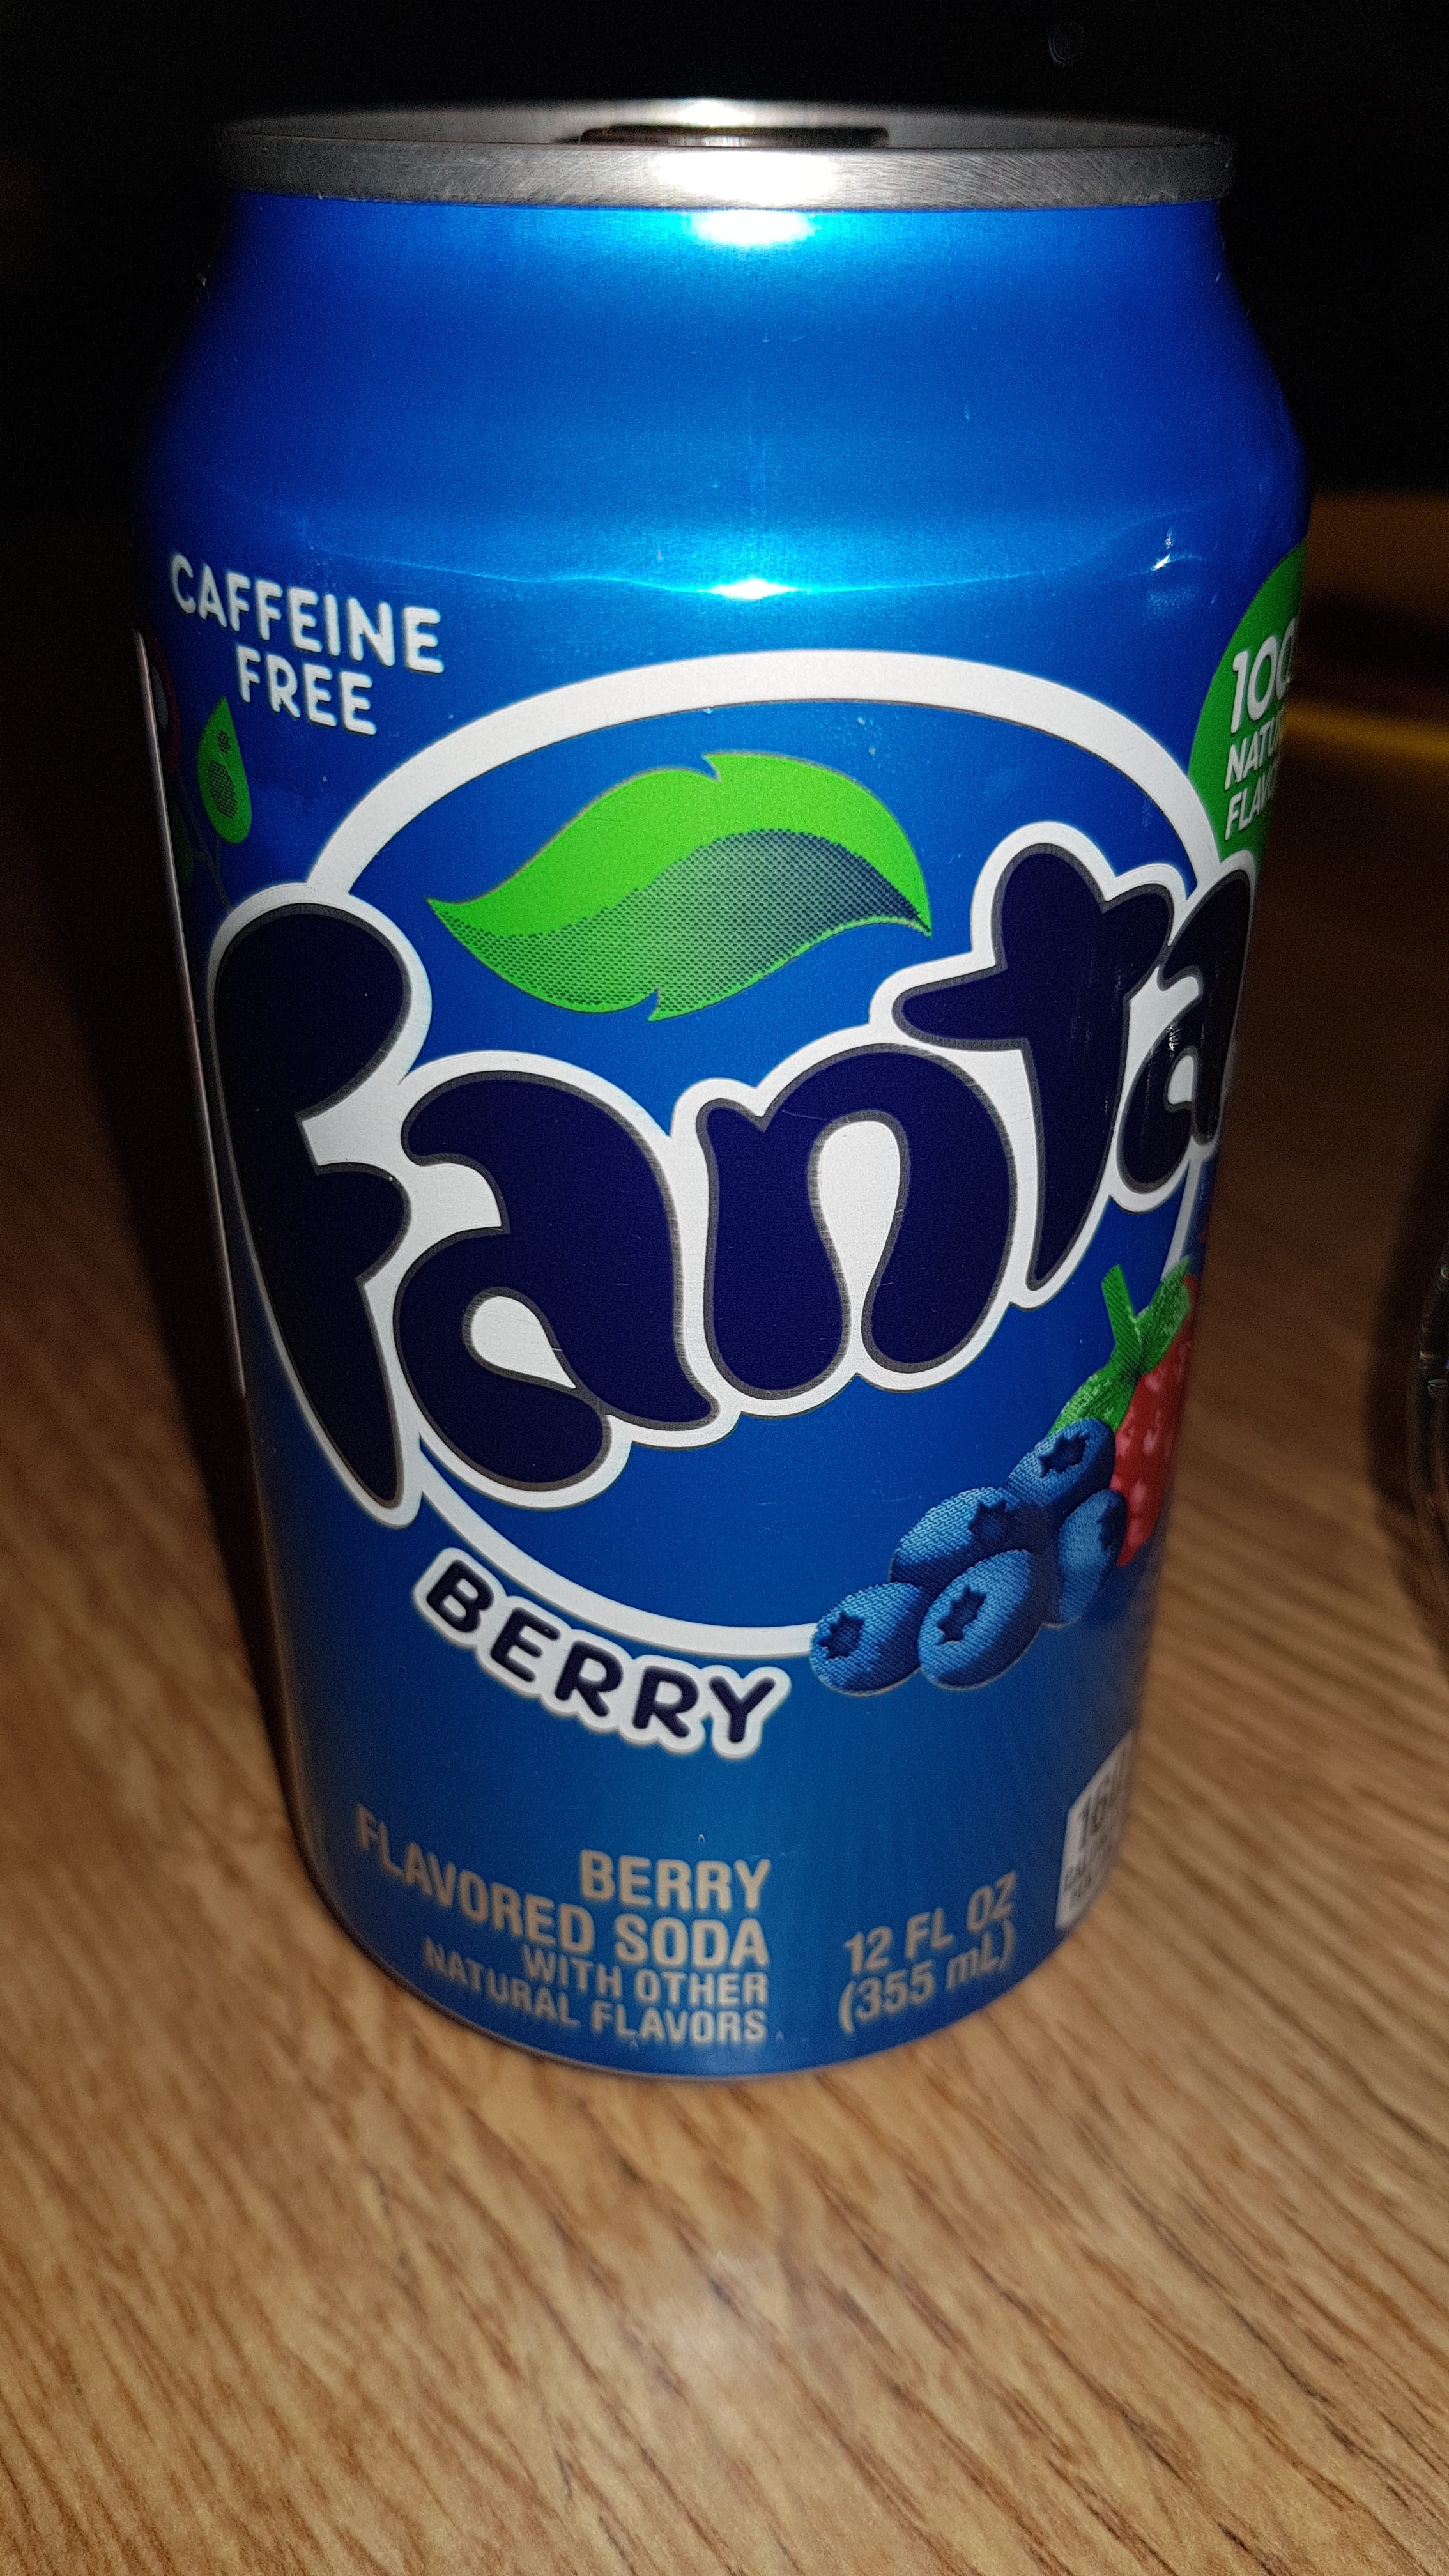 CAFFEINE
FREE
fanta
BERRY
BERRY
FLAVORED SODA
WITH OTHER
NATURAL FLAVORS
12 FL OZ
(355 mL)